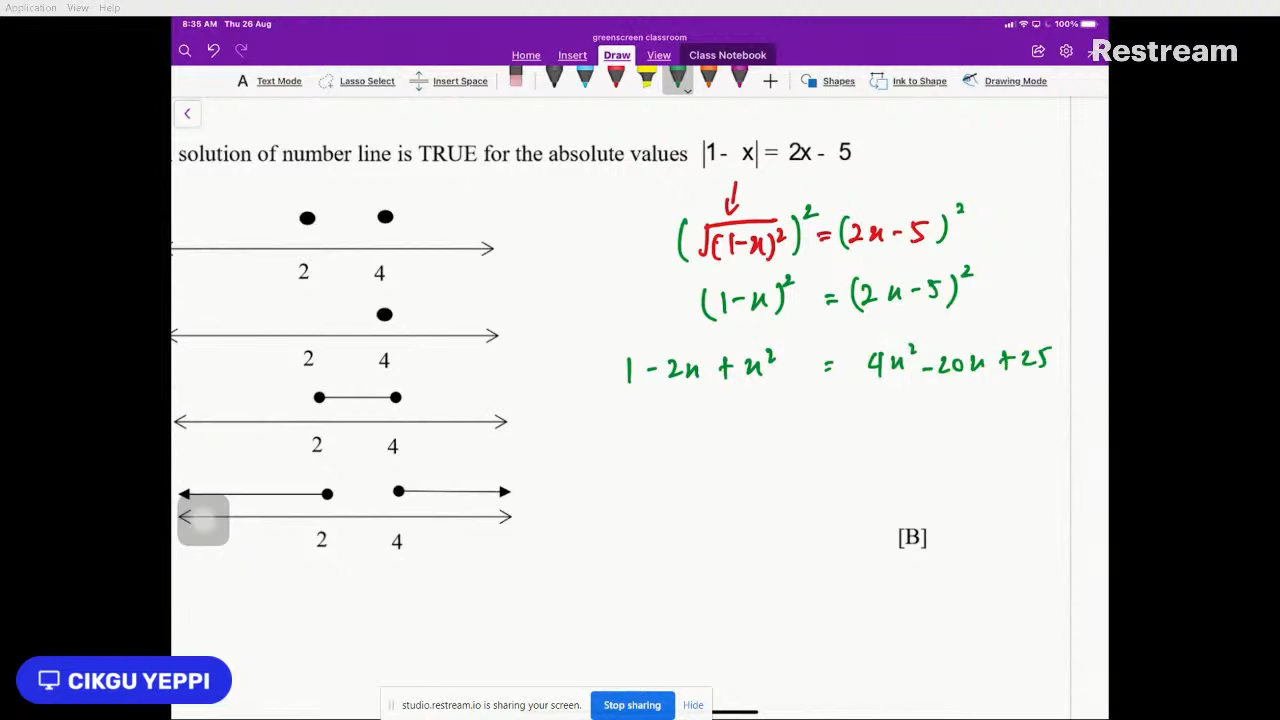 Application View Help
8:35 AM Thu 26 Aug
100%
greenscreen classroom
Home Insert Draw View Class Notebook
Restream
A Text Mode Lasso Select Insert Space Shapes Ink to Shape Drawing Mode
solution of number line is TRUE for the absolute values |1 - x| = 2x - 5
(√(1-x)²)² = (2x-5)²
2 4
(1-x)² = (2x-5)²
2 4
1 - 2x + x² = 4x² - 20x + 25
2 4
2 4
[B]
CIKGU YEPPI
studio.restream.io is sharing your screen. Stop sharing Hide